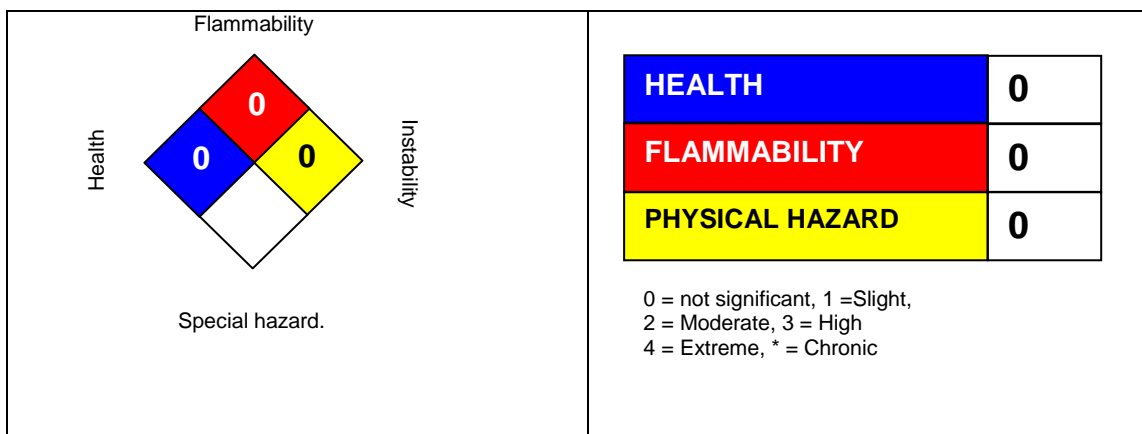 Flammability
0
Health
0
0
Instability
Special hazard.
HEALTH 0
FLAMMABILITY 0
PHYSICAL HAZARD 0
0 = not significant, 1 =Slight,
2 = Moderate, 3 = High
4 = Extreme, * = Chronic